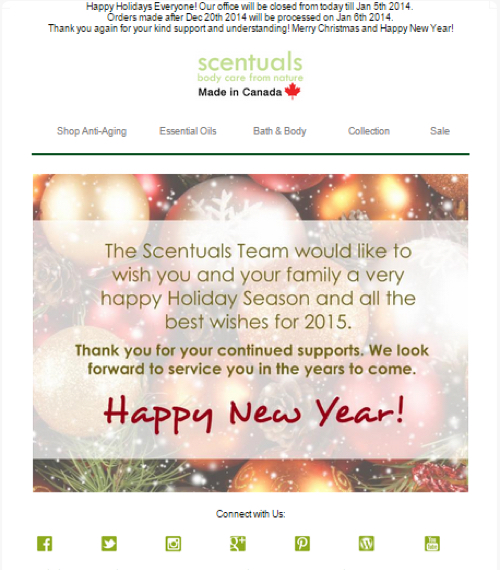 Happy Holidays Everyone! Our office will be closed from today till Jan 5th 2014.
Orders made after Dec 20th 2014 will be processed on Jan 6th 2014.
Thank you again for your kind support and understanding! Merry Christmas and Happy New Year!
scentuals
body care from nature
Made in Canada
Shop Anti-Aging Essential Oils Bath & Body Collection Sale
The Scentuals Team would like to
wish you and your family a very
happy Holiday Season and all the
best wishes for 2015.
Thank you for your continued supports. We look
forward to service you in the years to come.
Happy New Year!
Connect with Us: